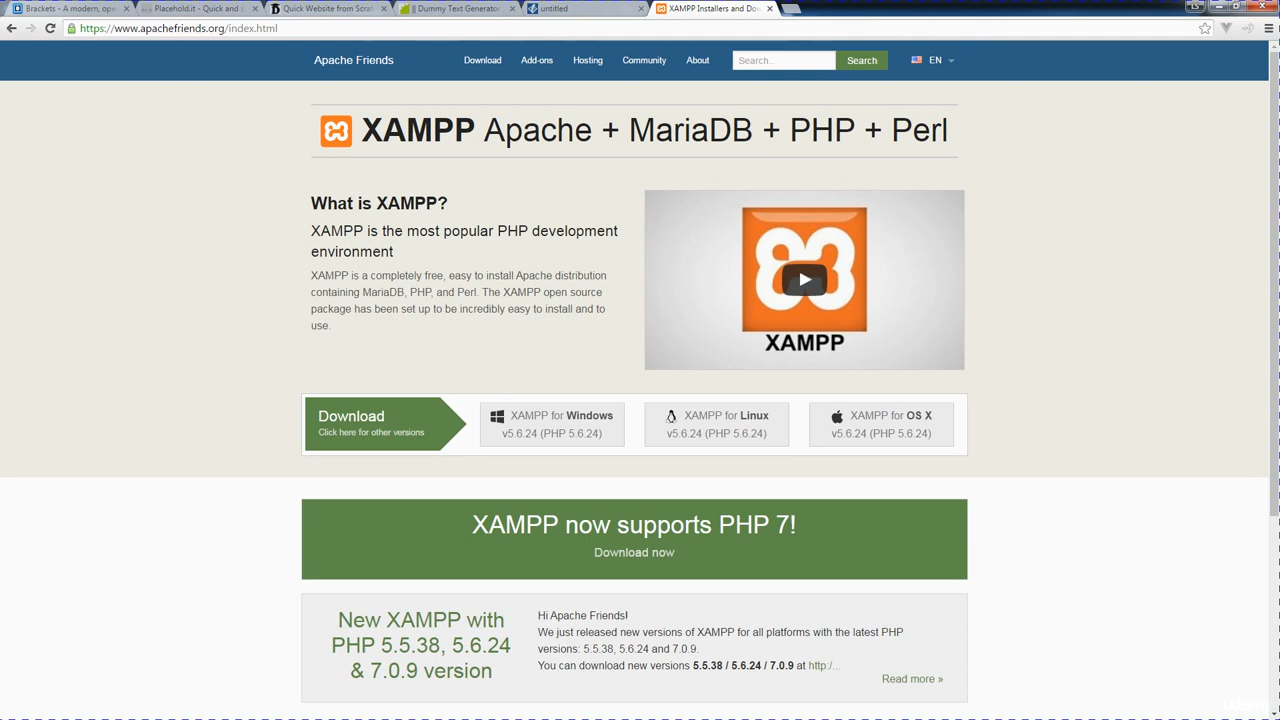 Brackets - A modern, ope
Placehold.it - Quick and s
Quick Website from Scrat
|| Dummy Text Generator
untitled
XAMPP Installers and Dow
https://www.apachefriends.org/index.html
Apache Friends
Download
Add-ons
Hosting
Community
About
Search..
Search
EN
XAMPP Apache + MariaDB + PHP + Perl
What is XAMPP?
XAMPP is the most popular PHP development
environment
XAMPP is a completely free, easy to install Apache distribution
containing MariaDB, PHP, and Perl. The XAMPP open source
package has been set up to be incredibly easy to install and to
use.
XAMPP
Download
Click here for other versions
XAMPP for Windows
v5.6.24 (PHP 5.6.24)
XAMPP for Linux
v5.6.24 (PHP 5.6.24)
XAMPP for OS X
v5.6.24 (PHP 5.6.24)
XAMPP now supports PHP 7!
Download now
New XAMPP with
PHP 5.5.38, 5.6.24
& 7.0.9 version
Hi Apache Friends!
We just released new versions of XAMPP for all platforms with the latest PHP
versions: 5.5.38, 5.6.24 and 7.0.9.
You can download new versions 5.5.38 / 5.6.24 / 7.0.9 at http:/...
Read more »